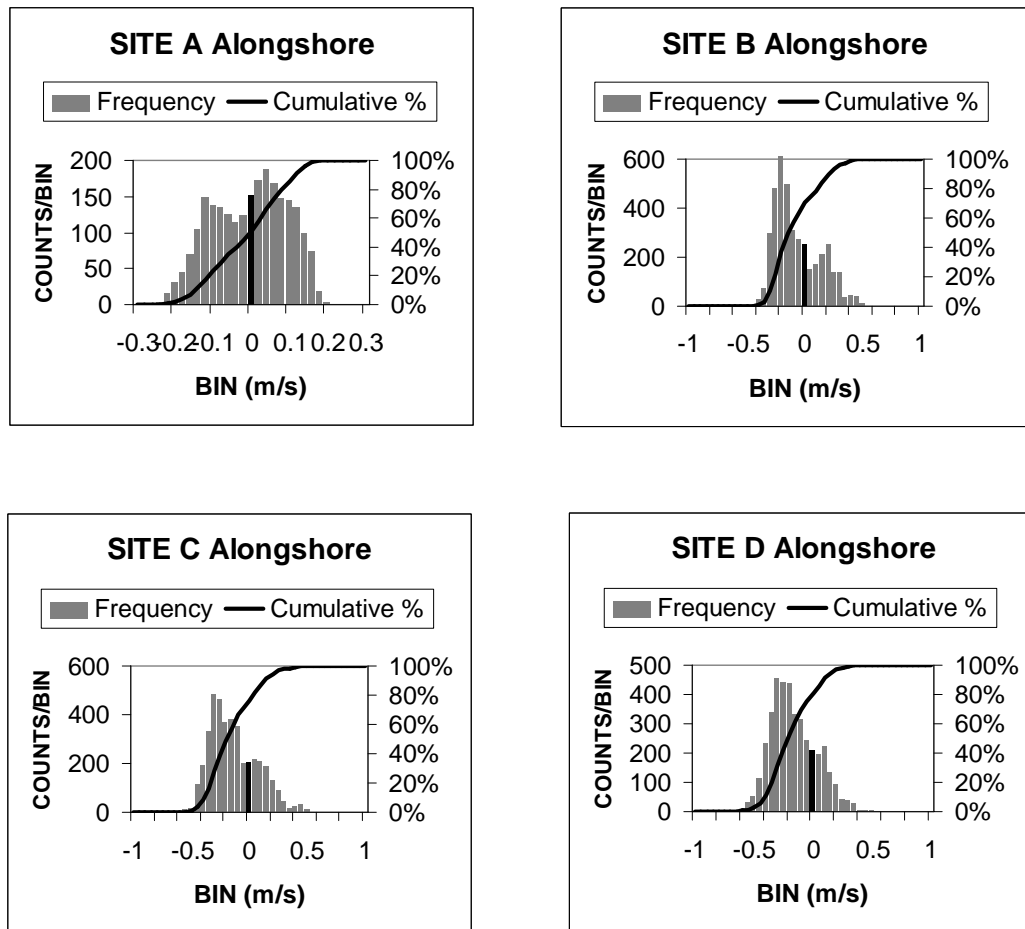 SITE A Alongshore
Frequency Cumulative %
COUNTS/BIN
200
150
100
50
0
100%
80%
60%
40%
20%
0%
-0.3 -0.2 -0.1 0 0.1 0.2 0.3
BIN (m/s)
SITE B Alongshore
Frequency Cumulative %
COUNTS/BIN
600
400
200
0
100%
80%
60%
40%
20%
0%
-1 -0.5 0 0.5 1
BIN (m/s)
SITE C Alongshore
Frequency Cumulative %
COUNTS/BIN
600
400
200
0
100%
80%
60%
40%
20%
0%
-1 -0.5 0 0.5 1
BIN (m/s)
SITE D Alongshore
Frequency Cumulative %
COUNTS/BIN
500
400
300
200
100
0
100%
80%
60%
40%
20%
0%
-1 -0.5 0 0.5 1
BIN (m/s)